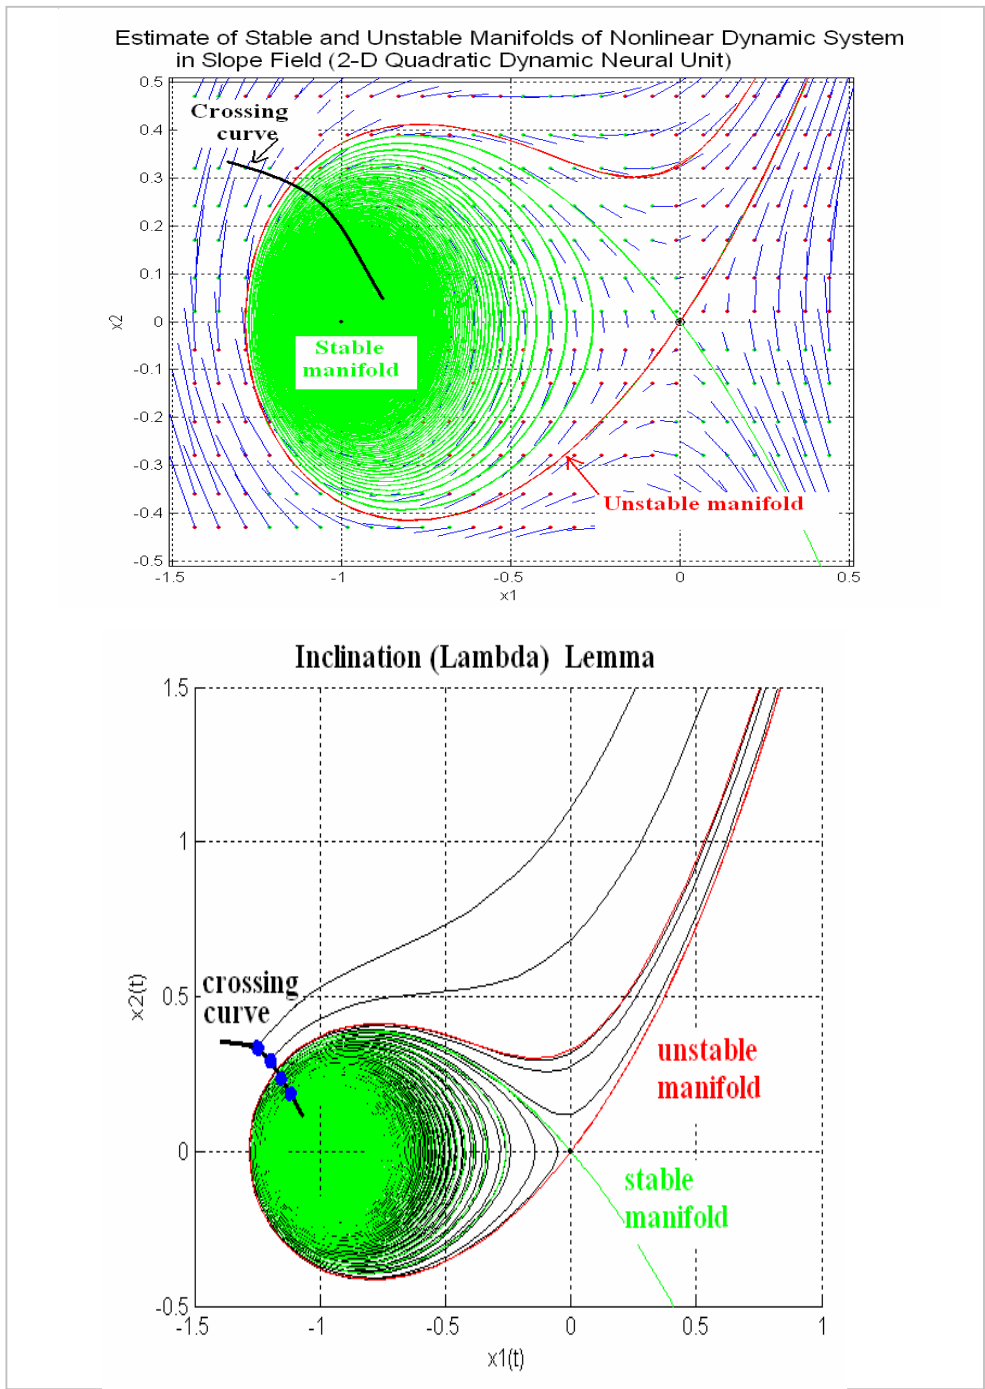 Estimate of Stable and Unstable Manifolds of Nonlinear Dynamic System
in Slope Field (2-D Quadratic Dynamic Neural Unit)
0.5
Crossing
curve
0.4
0.3
0.2
0.1
x2
0
Stable
manifold
-0.1
-0.2
-0.3
Unstable manifold
-0.4
-0.5
-1.5 -1 -0.5 0 0.5
x1
Inclination (Lambda) Lemma
1.5
1
crossing
curve
0.5
x2(t)
unstable
manifold
0
stable
manifold
-0.5
-1.5 -1 -0.5 0 0.5 1
x1(t)